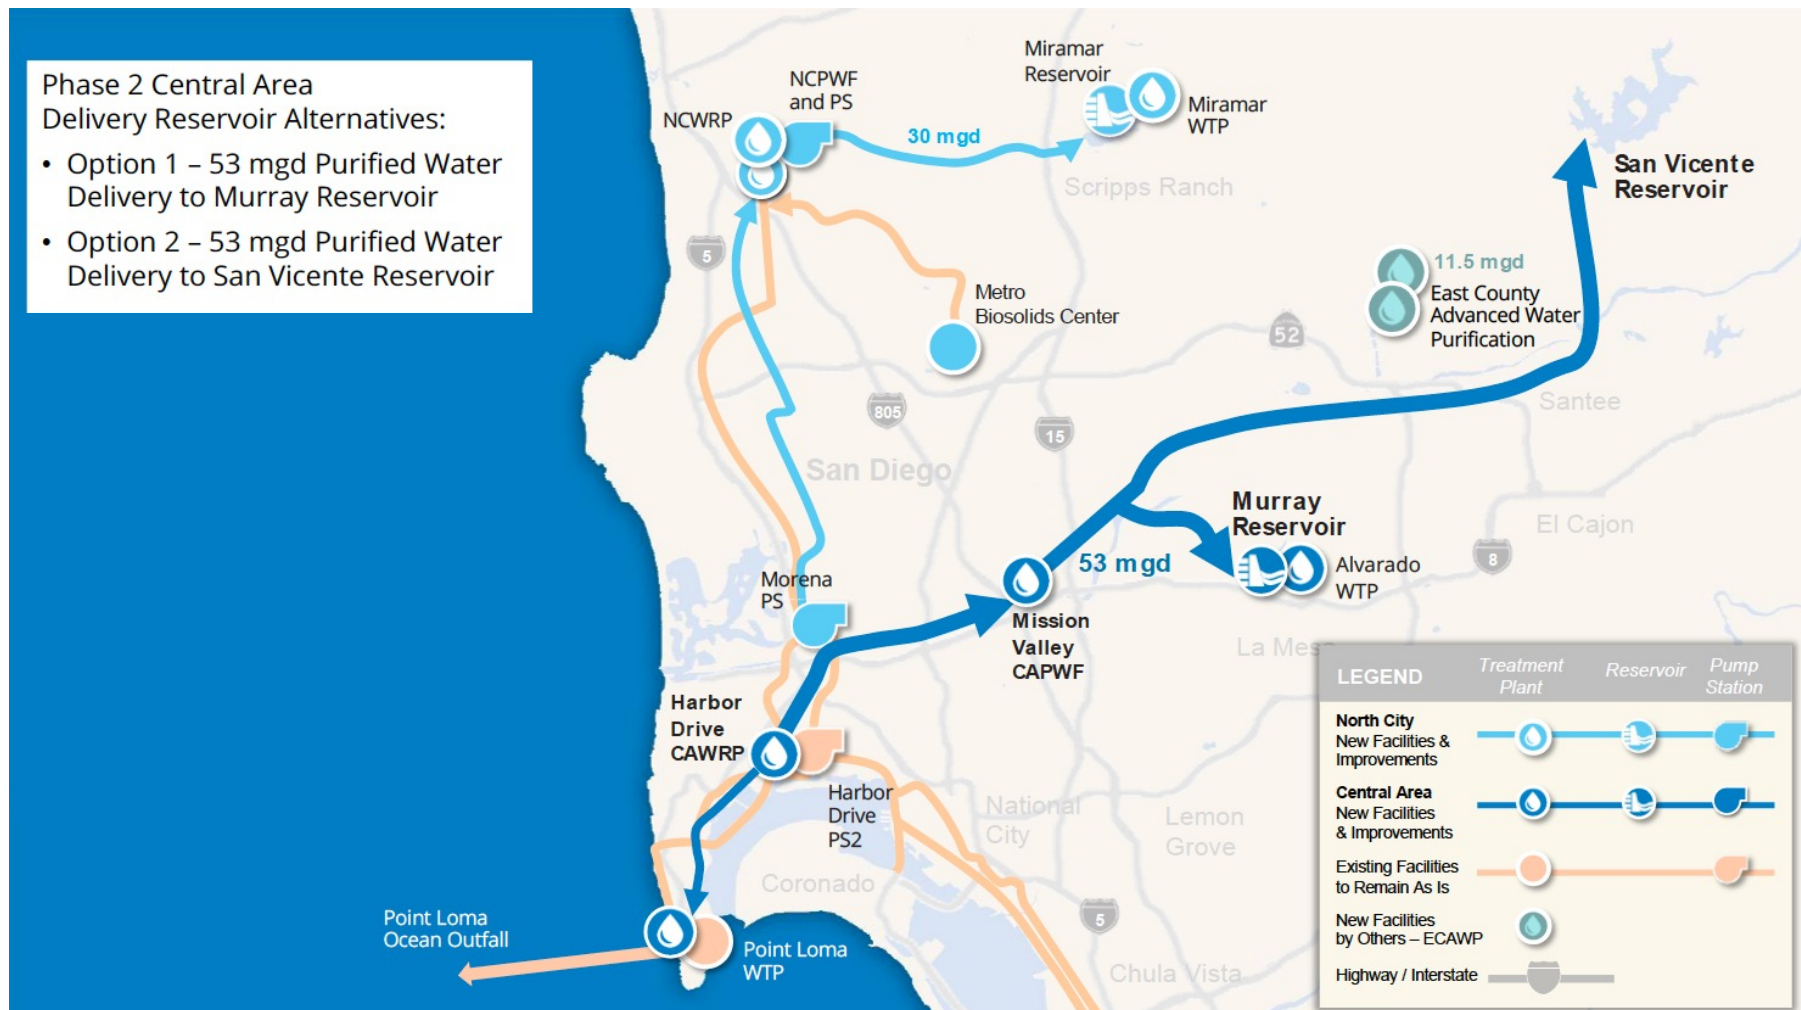 Phase 2 Central Area
Delivery Reservoir Alternatives:
• Option 1 – 53 mgd Purified Water
Delivery to Murray Reservoir
• Option 2 – 53 mgd Purified Water
Delivery to San Vicente Reservoir
Miramar
Reservoir
NCPWF
and PS
NCWRP
Miramar
WTP
30 mgd
San Vicente
Reservoir
Scripps Ranch
5
11.5 mgd
East County
Advanced Water
Purification
Metro
Biosolids Center
52
Santee
805
15
San Diego
Murray
Reservoir
El Cajon
53 mgd
Alvarado
WTP
8
Morena
PS
Mission
Valley
CAPWF
La Mes
Harbor
Drive
CAWRP
Harbor
Drive
PS2
National
City
Lemon
Grove
Coronado
5
Point Loma
Ocean Outfall
Point Loma
WTP
Chula Vista
LEGEND
Treatment
Plant
Reservoir
Pump
Station
North City
New Facilities &
Improvements
Central Area
New Facilities
& Improvements
Existing Facilities
to Remain As Is
New Facilities
by Others – ECAWP
Highway / Interstate